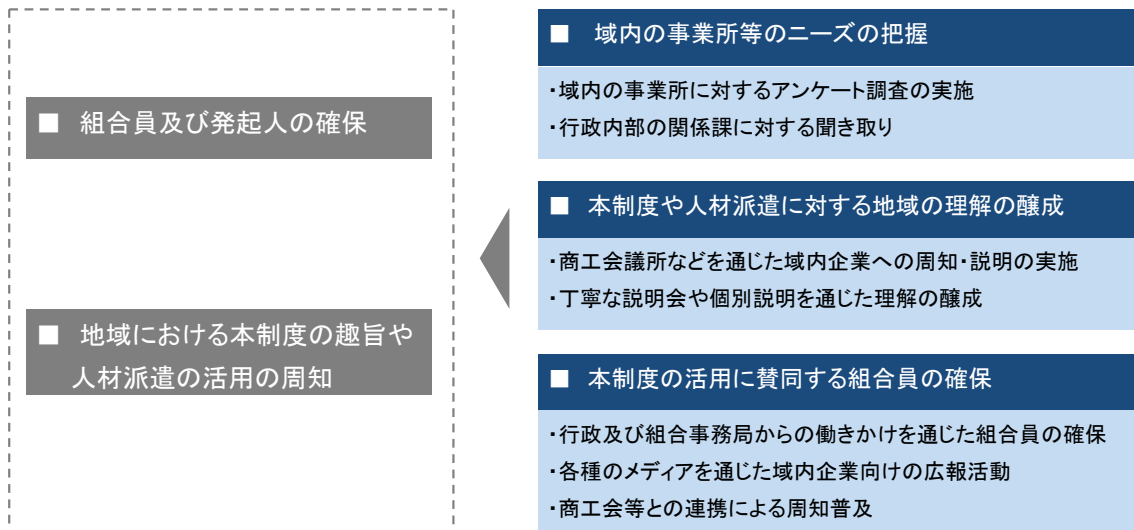 ■ 組合員及び発起人の確保
■ 地域における本制度の趣旨や
人材派遣の活用の周知
■ 域内の事業所等のニーズの把握
・域内の事業所に対するアンケート調査の実施
・行政内部の関係課に対する聞き取り
■ 本制度や人材派遣に対する地域の理解の醸成
・商工会議所などを通じた域内企業への周知・説明の実施
・丁寧な説明会や個別説明を通じた理解の醸成
■ 本制度の活用に賛同する組合員の確保
・行政及び組合事務局からの働きかけを通じた組合員の確保
・各種のメディアを通じた域内企業向けの広報活動
・商工会等との連携による周知普及